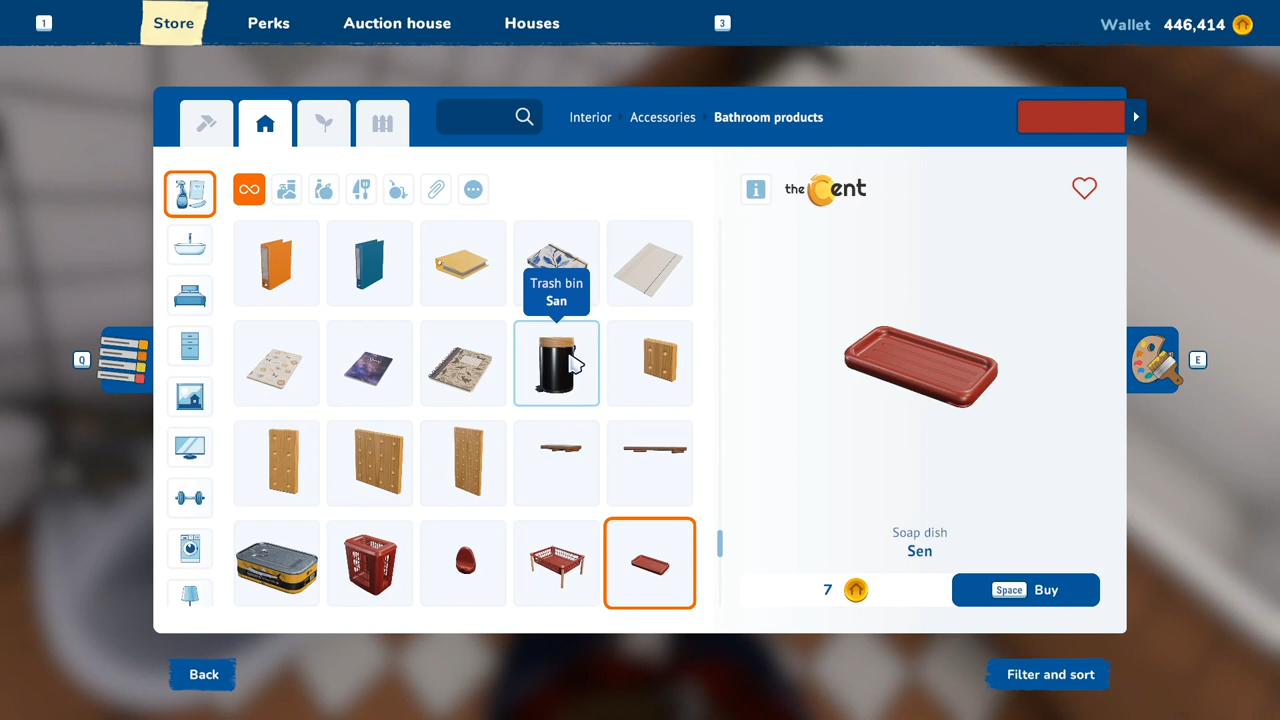 1
Store
Perks
Auction house
Houses
3
Wallet 446,414
Interior
Accessories
Bathroom products
the Cent
Trash bin
San
Q
E
Soap dish
Sen
7
Space Buy
Back
Filter and sort